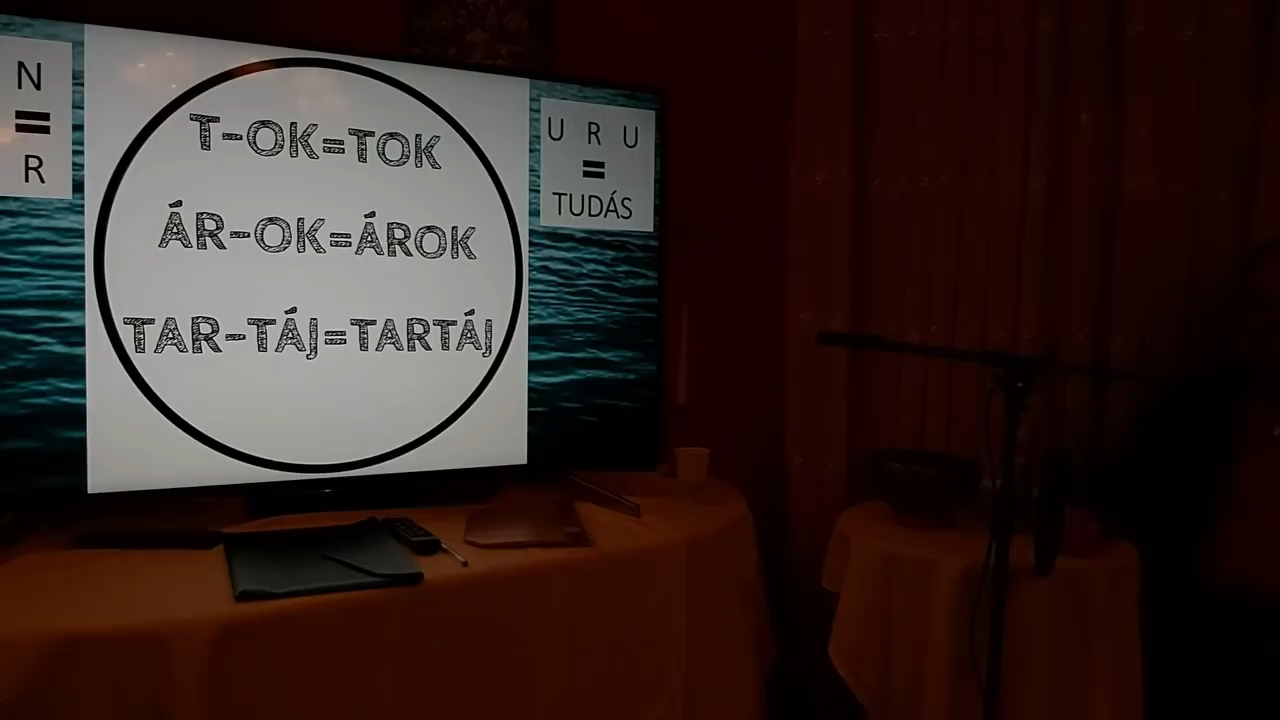 N
=
R
T-OK=TOK
ÁR-OK=ÁROK
TAR-TÁJ=TARTÁJ
U R U
=
TUDÁS